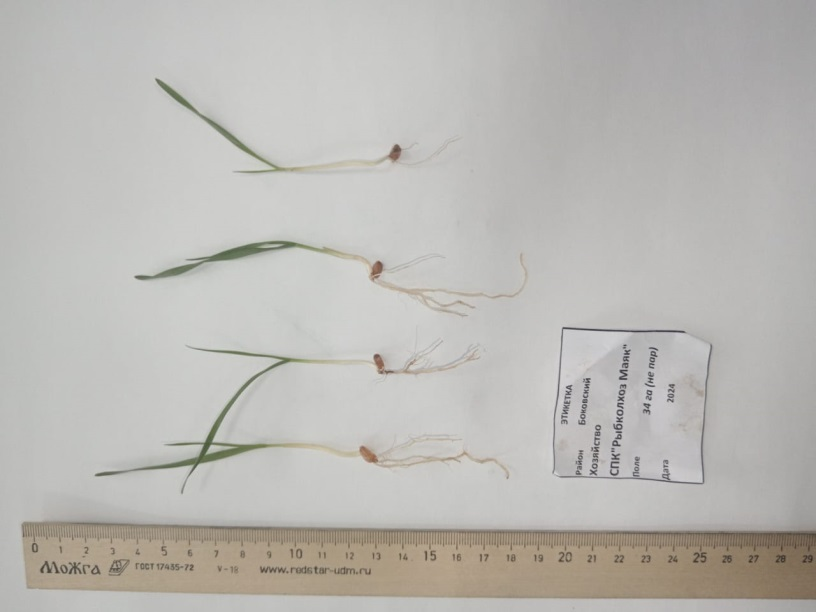 ЭТИКЕТКА
Район Боковский
Хозяйство
СПК"Рыбколхоз Маяк"
Поле 34 га (не пар)
Дата 2024
0 1 2 3 4 5 6 7 8 9 10 11 12 13 14 15 16 17 18 19 20 21 22 23 24 25 26 27 28 29
МоЖга ГОСТ 17435-72 V-18 www.redstar-udm.ru